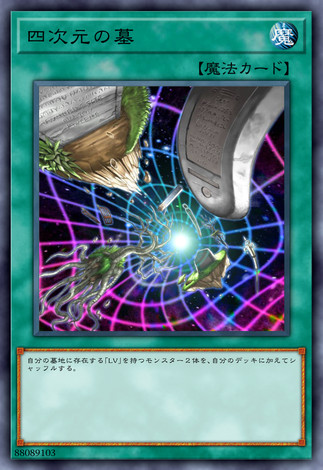 四次元の墓
魔
【魔法カード】
自分の墓地に存在する「LV」を持つモンスター２体を、自分のデッキに加えてシ
ャッフルする。
88089103